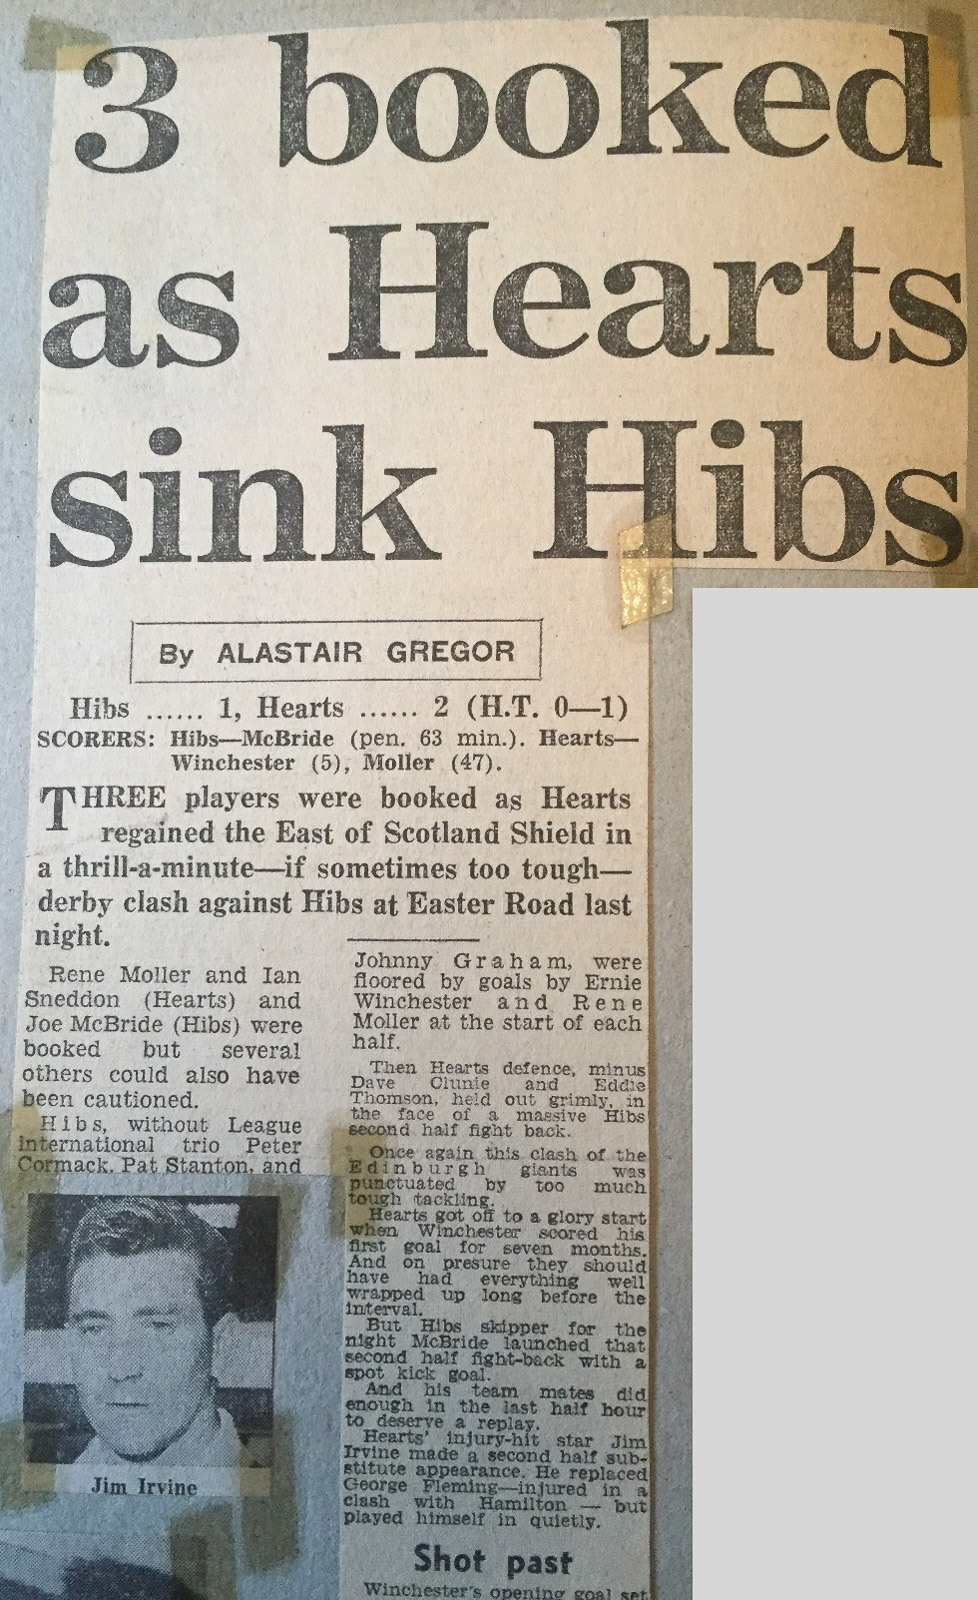 3 booked
as Hearts
sink Hibs
By ALASTAIR GREGOR
Hibs ...... 1, Hearts ...... 2 (H.T. 0—1)
SCORERS: Hibs—McBride (pen. 63 min.). Hearts—
Winchester (5), Moller (47).
THREE players were booked as Hearts
regained the East of Scotland Shield in
a thrill-a-minute—if sometimes too tough—
derby clash against Hibs at Easter Road last
night.
Rene Moller and Ian
Sneddon (Hearts) and
Joe McBride (Hibs) were
booked but several
others could also have
been cautioned.
Hibs, without League
International trio Peter
Cormack, Pat Stanton, and
Jim Irvine
Johnny Graham, were
floored by goals by Ernie
Winchester and Rene
Moller at the start of each
half.
Then Hearts defence, minus
Dave Clunie and Eddie
Thomson, held out grimly, in
the face of a massive Hibs
second half fight back.
Once again this clash of the
Edinburgh giants was
punctuated by too much
tough tackling.
Hearts got off to a glory start
when Winchester scored his
first goal for seven months.
And on presure they should
have had everything well
wrapped up long before the
interval.
But Hibs skipper for the
night McBride launched that
second half fight-back with a
spot kick goal.
And his team mates did
enough in the last half hour
to deserve a replay.
Hearts' injury-hit star Jim
Irvine made a second half sub-
stitute appearance. He replaced
George Fleming—injured in a
clash with Hamilton — but
played himself in quietly.
Shot past
Winchester's opening goal set